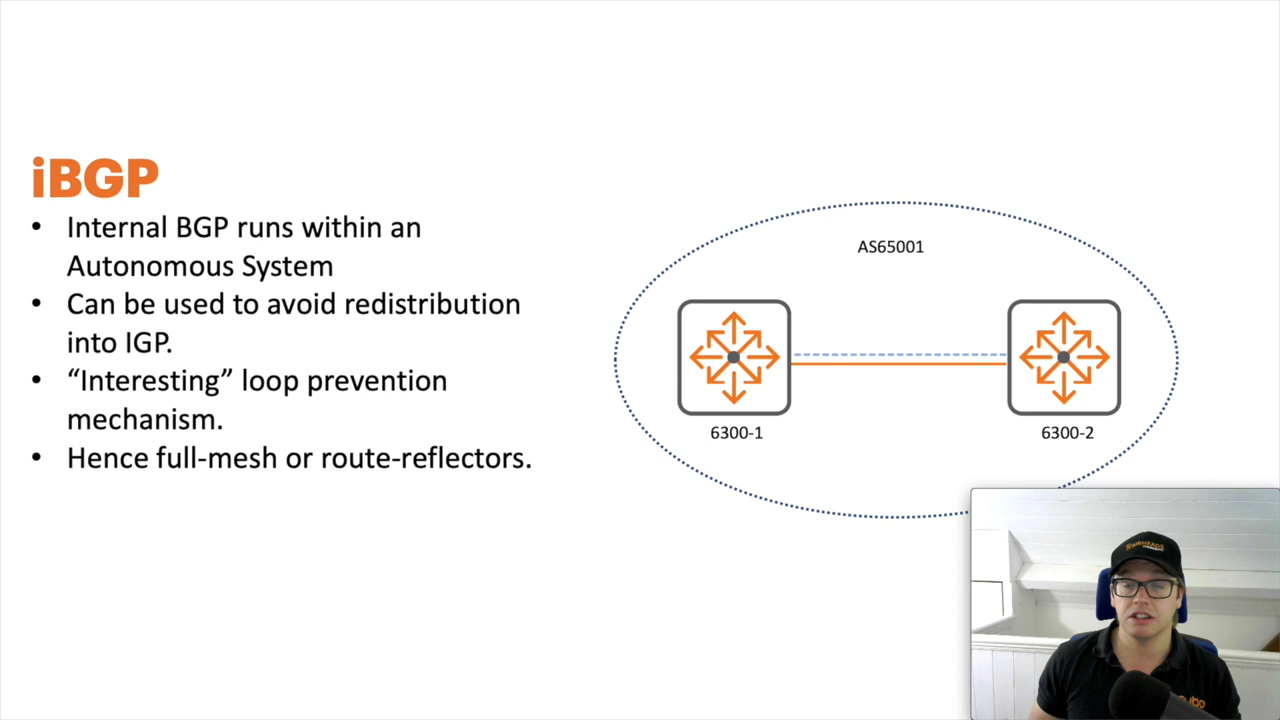 iBGP
• Internal BGP runs within an
Autonomous System
• Can be used to avoid redistribution
into IGP.
• “Interesting” loop prevention
mechanism.
• Hence full-mesh or route-reflectors.
AS65001
6300-1
6300-2
AIRHEADS